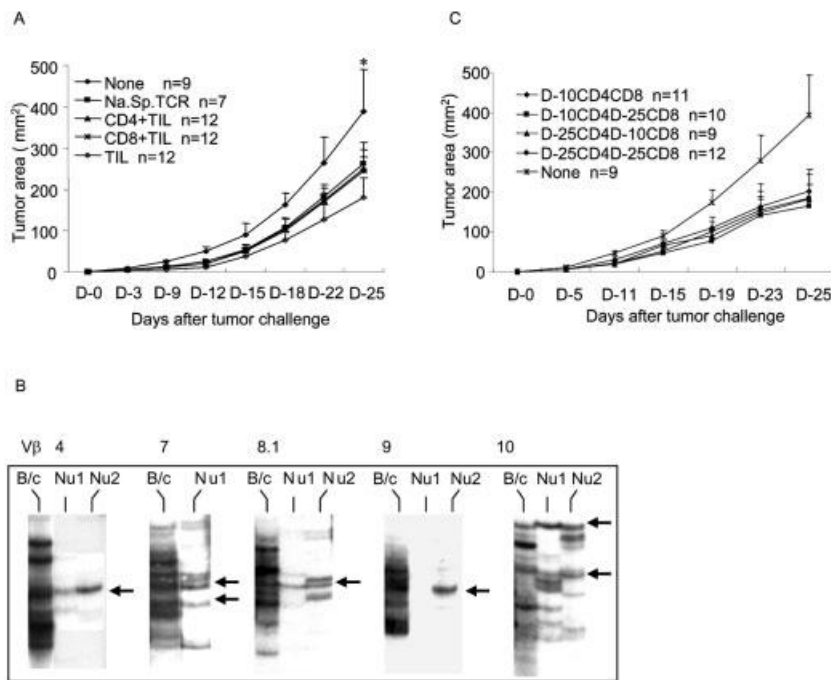 A
Tumor area ( mm²)
500
400
300
200
100
0
*
None n=9
Na.Sp.TCR n=7
CD4+TIL n=12
CD8+TIL n=12
TIL n=12
D-0 D-3 D-9 D-12 D-15 D-18 D-22 D-25
Days after tumor challenge
C
Tumor area (mm²)
500
400
300
200
100
0
D-10CD4CD8 n=11
D-10CD4D-25CD8 n=10
D-25CD4D-10CD8 n=9
D-25CD4D-25CD8 n=12
None n=9
D-0 D-5 D-11 D-15 D-19 D-23 D-25
Days after tumor challenge
B
Vβ 4 7 8.1 9 10
B/c Nu1 Nu2 B/c Nu1 B/c Nu1 Nu2 B/c Nu1 Nu2 B/c Nu1 Nu2